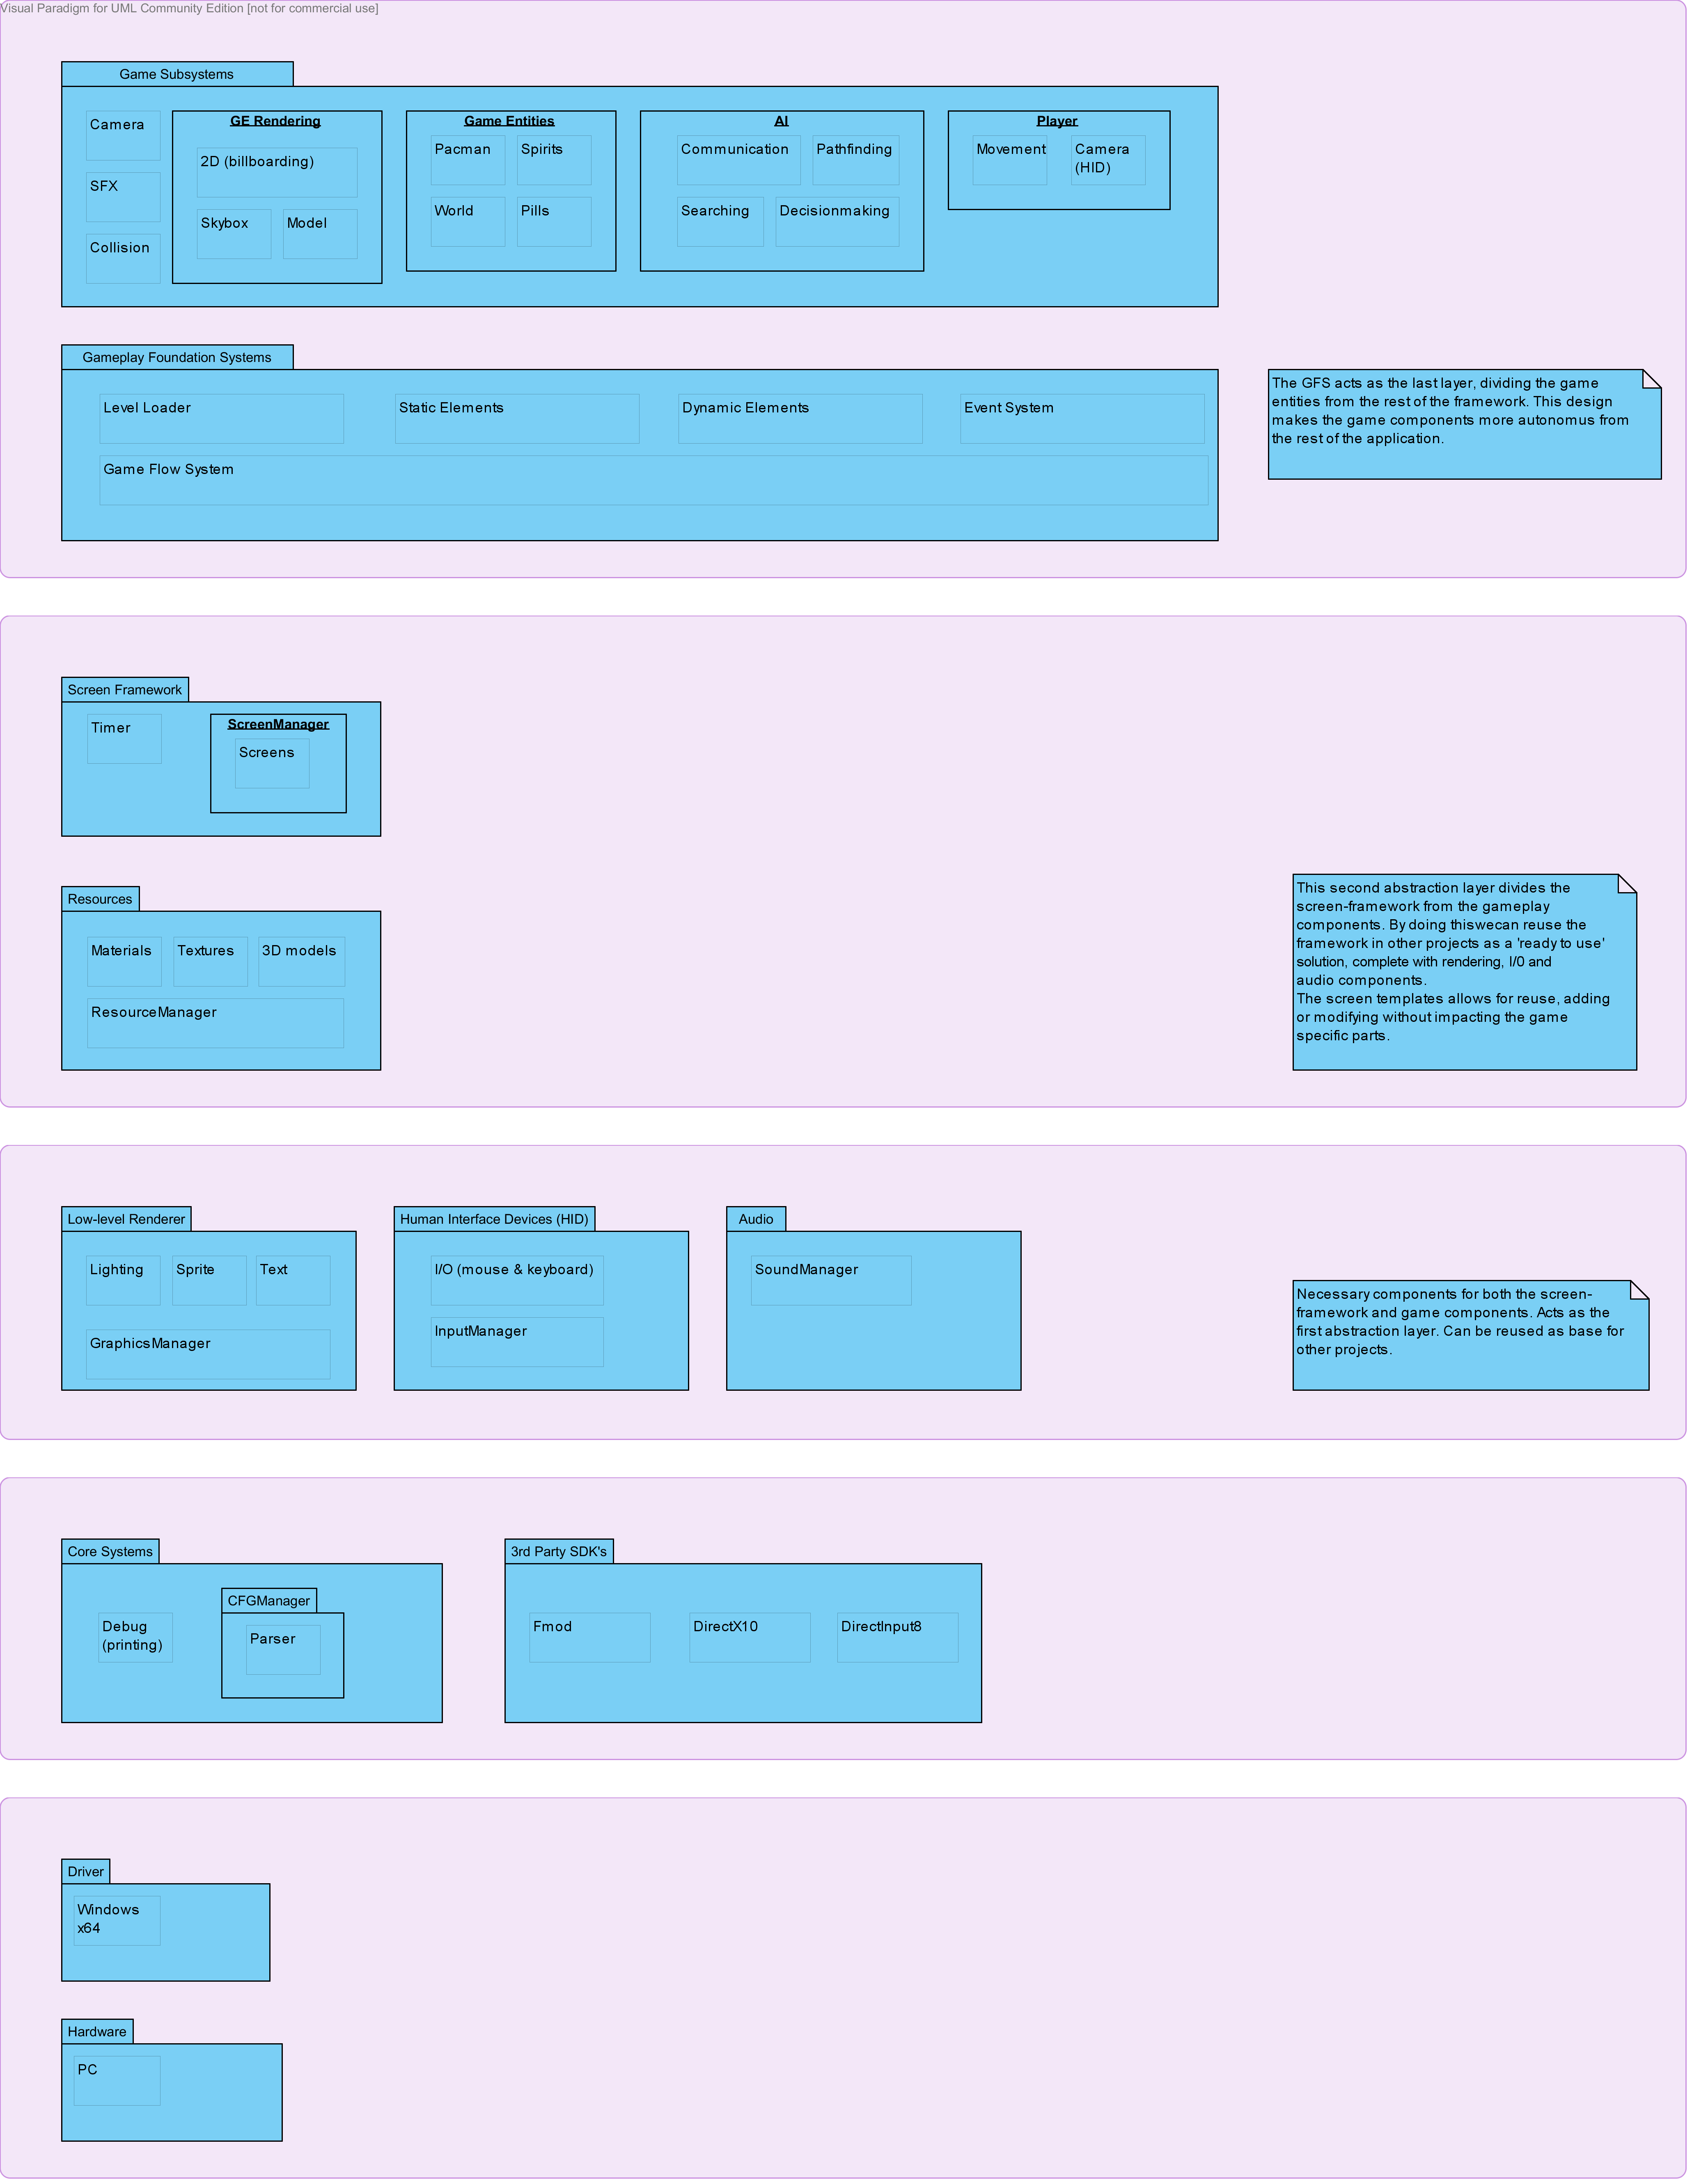 Visual Paradigm for UML Community Edition [not for commercial use]
Game Subsystems
Camera
SFX
Collision
GE Rendering
2D (billboarding)
Skybox
Model
Game Entities
Pacman
Spirits
World
Pills
AI
Communication
Pathfinding
Searching
Decisionmaking
Player
Movement
Camera
(HID)
Gameplay Foundation Systems
Level Loader
Static Elements
Dynamic Elements
Event System
Game Flow System
The GFS acts as the last layer, dividing the game
entities from the rest of the framework. This design
makes the game components more autonomus from
the rest of the application.
Screen Framework
Timer
ScreenManager
Screens
Resources
Materials
Textures
3D models
ResourceManager
This second abstraction layer divides the
screen-framework from the gameplay
components. By doing thiswecan reuse the
framework in other projects as a 'ready to use'
solution, complete with rendering, I/0 and
audio components.
The screen templates allows for reuse, adding
or modifying without impacting the game
specific parts.
Low-level Renderer
Lighting
Sprite
Text
GraphicsManager
Human Interface Devices (HID)
I/O (mouse & keyboard)
InputManager
Audio
SoundManager
Necessary components for both the screen-
framework and game components. Acts as the
first abstraction layer. Can be reused as base for
other projects.
Core Systems
Debug
(printing)
CFGManager
Parser
3rd Party SDK's
Fmod
DirectX10
DirectInput8
Driver
Windows
x64
Hardware
PC